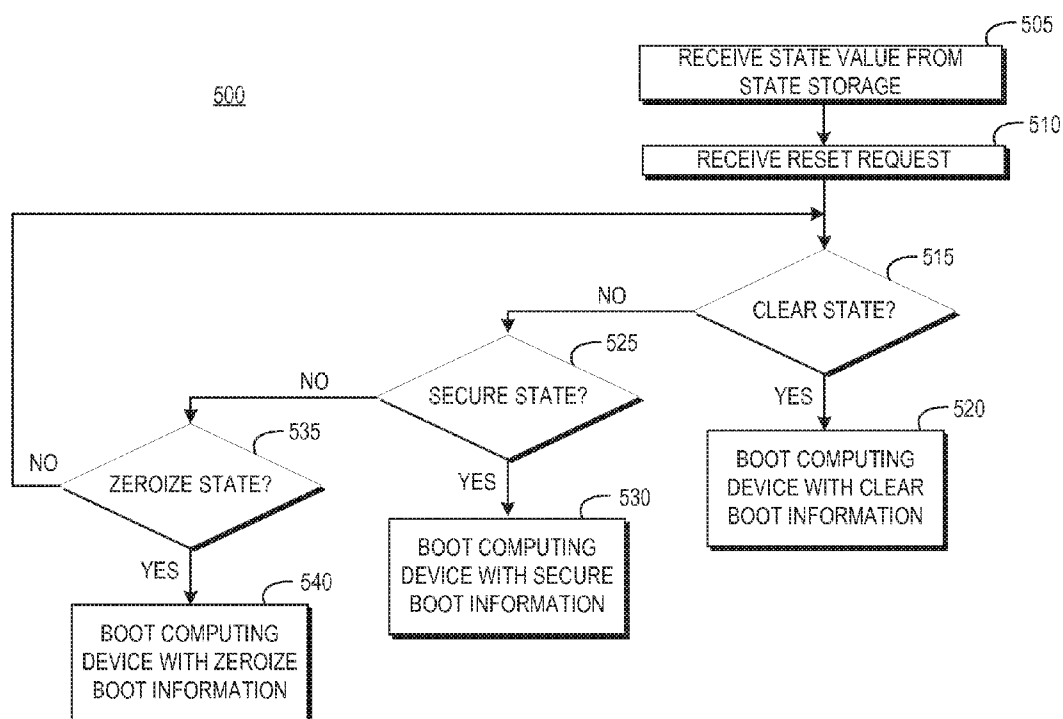 505
RECEIVE STATE VALUE FROM
STATE STORAGE
500
510
RECEIVE RESET REQUEST
515
CLEAR STATE?
NO
525
SECURE STATE?
NO
YES
520
535
ZEROIZE STATE?
NO
BOOT COMPUTING
DEVICE WITH CLEAR
BOOT INFORMATION
YES
530
BOOT COMPUTING
DEVICE WITH SECURE
BOOT INFORMATION
YES
540
BOOT COMPUTING
DEVICE WITH ZEROIZE
BOOT INFORMATION